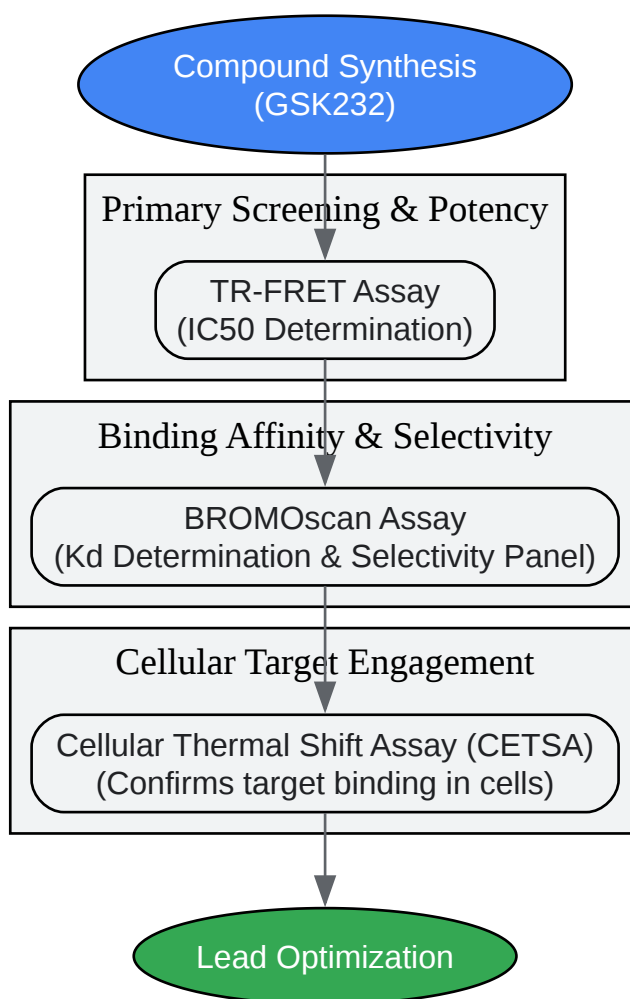 Compound Synthesis
(GSK232)
Primary Screening & Potency
TR-FRET Assay
(IC50 Determination)
Binding Affinity & Selectivity
BROMOscan Assay
(Kd Determination & Selectivity Panel)
Cellular Target Engagement
Cellular Thermal Shift Assay (CETSA)
(Confirms target binding in cells)
Lead Optimization